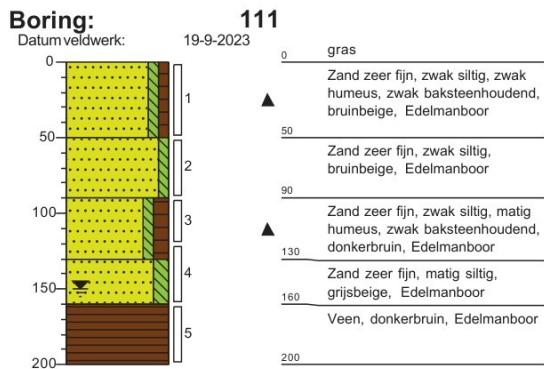 Boring: 111
Datum veldwerk: 19-9-2023
0
50
100
150
200
1
2
3
4
5
0 gras
Zand zeer fijn, zwak siltig, zwak
humeus, zwak baksteenhoudend,
bruinbeige, Edelmanboor
50
Zand zeer fijn, zwak siltig,
bruinbeige, Edelmanboor
90
Zand zeer fijn, zwak siltig, matig
humeus, zwak baksteenhoudend,
donkerbruin, Edelmanboor
130
Zand zeer fijn, matig siltig,
grijsbeige, Edelmanboor
160
Veen, donkerbruin, Edelmanboor
200